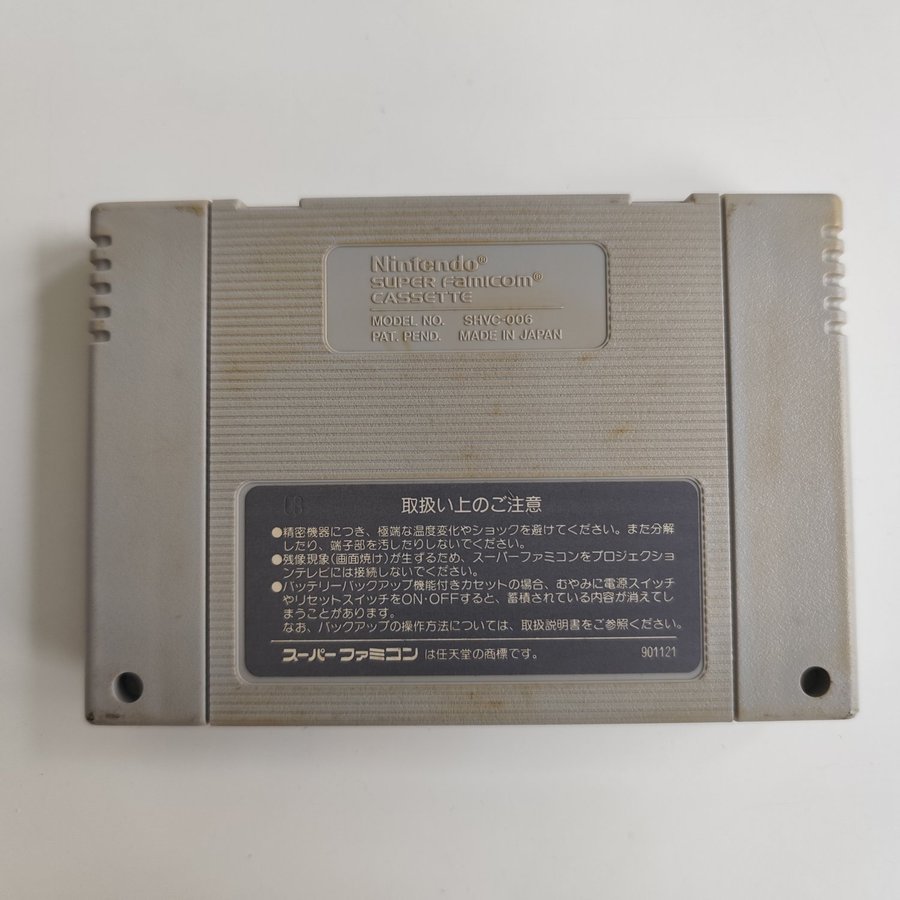 Nintendo®
SUPER Famicom®
CASSETTE
MODEL NO. SHVC-006
PAT. PEND. MADE IN JAPAN
取扱い上のご注意
●精密機器につき、極端な温度変化やショックを避けてください。また分解
したり、端子部を汚したりしないでください。
●残像現象(画面焼け)が生ずるため、スーパーファミコンをプロジェクショ
ンテレビには接続しないでください。
●バッテリーバックアップ機能付きカセットの場合、むやみに電源スイッチ
やリセットスイッチをON・OFFすると、蓄積されている内容が消えてし
まうことがあります。
なお、バックアップの操作方法については、取扱説明書をご参照ください。
スーパーファミコン は任天堂の商標です。 901121